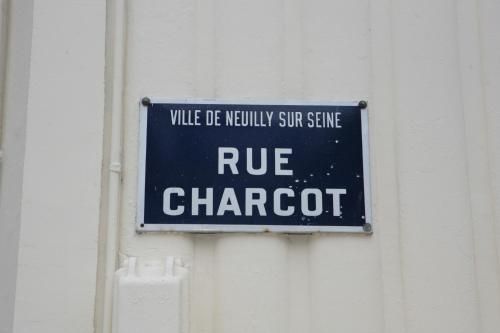 VILLE DE NEUILLY SUR SEINE
RUE
CHARCOT